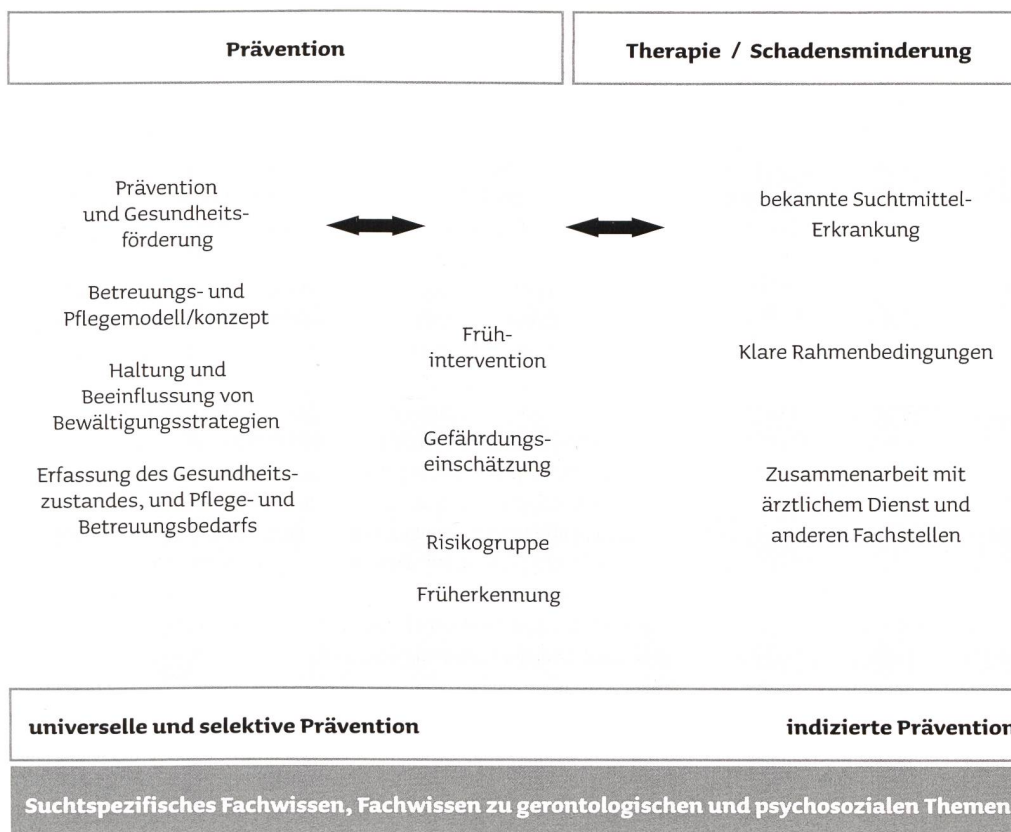 Prävention
Therapie / Schadensminderung
Prävention
und Gesundheits-
förderung
Betreuungs- und
Pflegemodell/konzept
Haltung und
Beeinflussung von
Bewältigungsstrategien
Erfassung des Gesundheits-
zustandes, und Pflege- und
Betreuungsbedarfs
Früh-
intervention
Gefährdungs-
einschätzung
Risikogruppe
Früherkennung
bekannte Suchtmittel-
Erkrankung
Klare Rahmenbedingungen
Zusammenarbeit mit
ärztlichem Dienst und
anderen Fachstellen
universelle und selektive Prävention
indizierte Prävention
Suchtspezifisches Fachwissen, Fachwissen zu gerontologischen und psychosozialen Themen